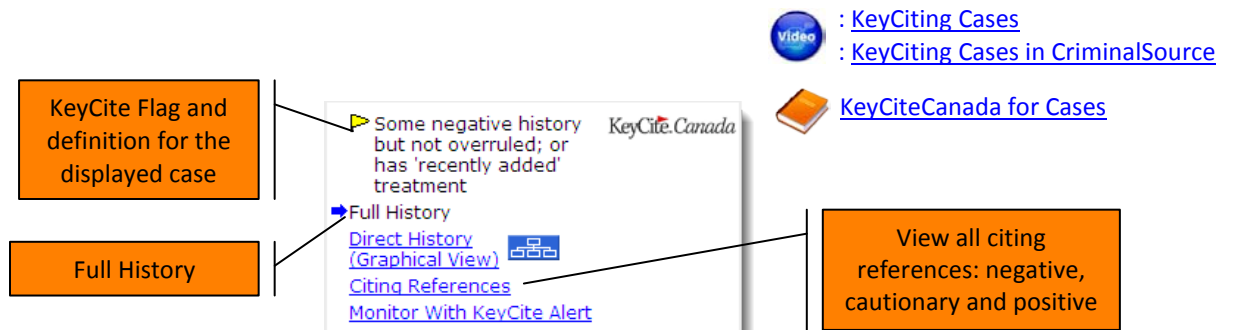 Video
: KeyCiting Cases
: KeyCiting Cases in CriminalSource
KeyCiteCanada for Cases
KeyCite Flag and
definition for the
displayed case
Some negative history
but not overruled; or
has 'recently added'
treatment
KeyCite.Canada
Full History
Full History
Direct History
(Graphical View)
Citing References
Monitor With KeyCite Alert
View all citing
references: negative,
cautionary and positive